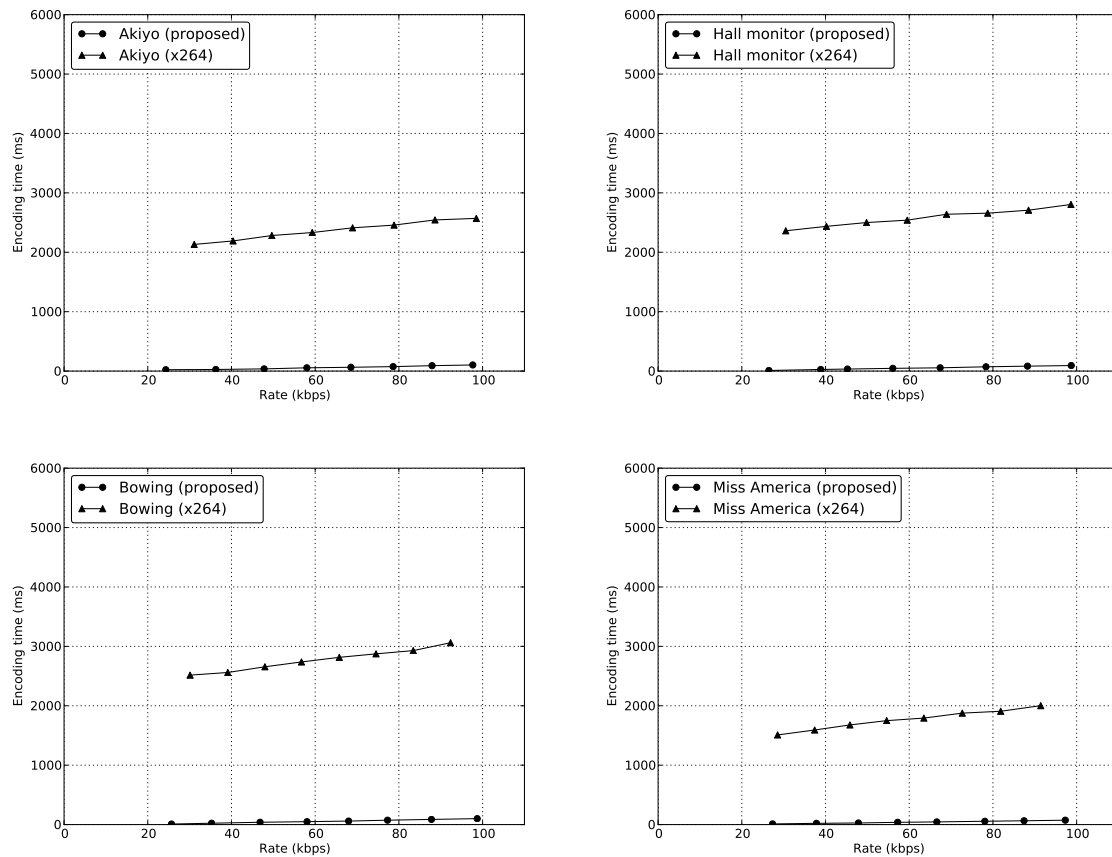 Akiyo (proposed)
Akiyo (x264)
6000
5000
4000
3000
2000
1000
0
Encoding time (ms)
0 20 40 60 80 100
Rate (kbps)
Hall monitor (proposed)
Hall monitor (x264)
6000
5000
4000
3000
2000
1000
0
Encoding time (ms)
0 20 40 60 80 100
Rate (kbps)
Bowing (proposed)
Bowing (x264)
6000
5000
4000
3000
2000
1000
0
Encoding time (ms)
0 20 40 60 80 100
Rate (kbps)
Miss America (proposed)
Miss America (x264)
6000
5000
4000
3000
2000
1000
0
Encoding time (ms)
0 20 40 60 80 100
Rate (kbps)